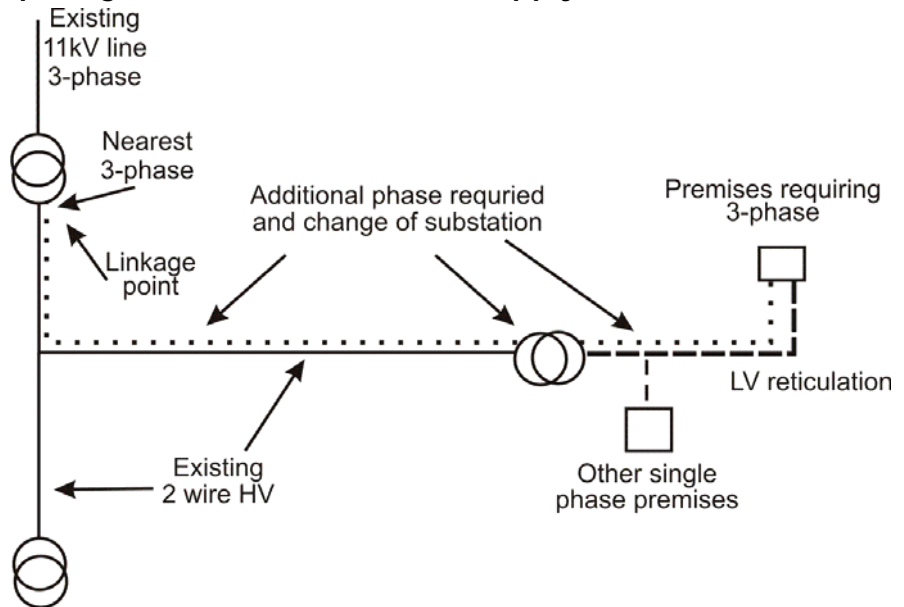 Existing
11kV line
3-phase
Nearest
3-phase
Linkage
point
Additional phase requried
and change of substation
Premises requiring
3-phase
LV reticulation
Existing
2 wire HV
Other single
phase premises